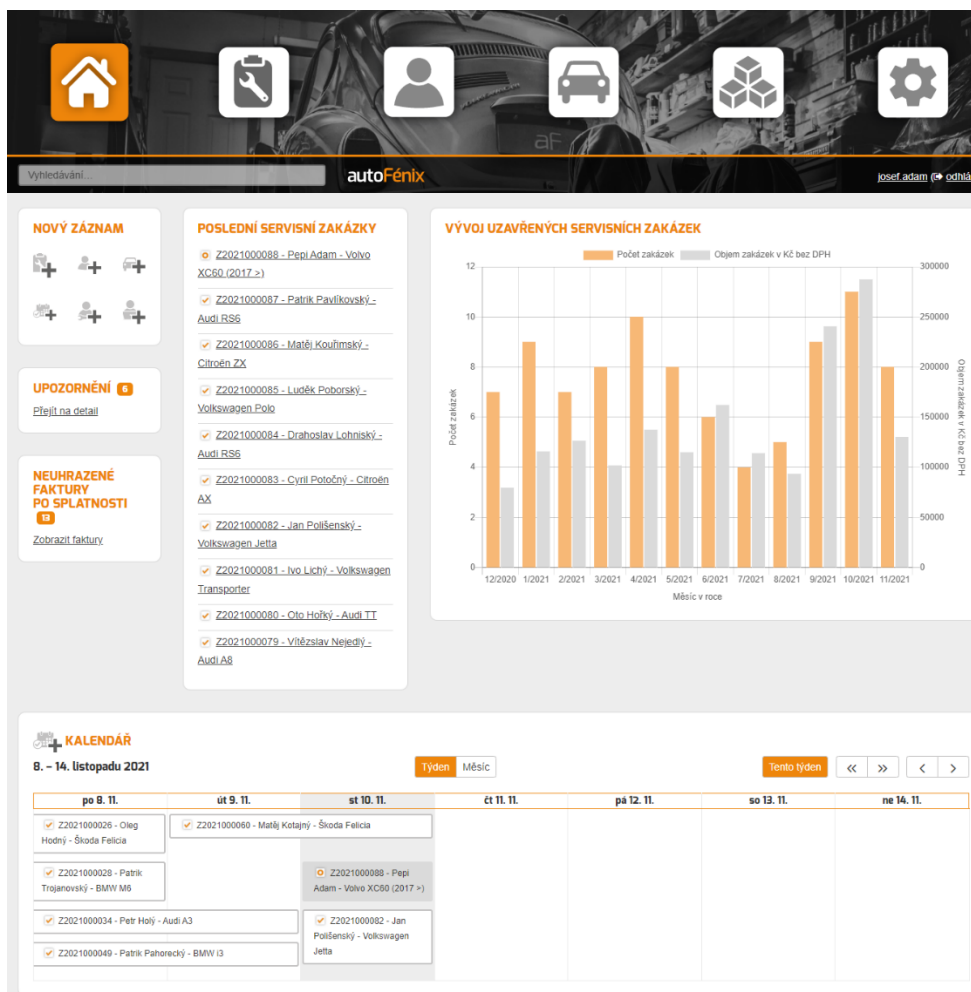 af
Vyhledávání...
autoFénix
josef.adam
odhlá
NOVÝ ZÁZNAM
UPOZORNĚNÍ 6
Přejít na detail
NEUHRAZENÉ
FAKTURY
PO SPLATNOSTI
Zobrazit faktury
POSLEDNÍ SERVISNÍ ZAKÁZKY
Z2021000088 - Pepi Adam - Volvo
XC60 (2017 >)
Z2021000087 - Patrik Pavlíkovský -
Audi RS6
Z2021000086 - Matěj Kouřimský -
Citroën ZX
Z2021000085 - Luděk Poborský -
Volkswagen Polo
Z2021000084 - Drahoslav Lohniský -
Audi RS6
Z2021000083 - Cyril Potočný - Citroën
AX
Z2021000082 - Jan Polišenský -
Volkswagen Jetta
Z2021000081 - Ivo Lichý - Volkswagen
Transporter
Z2021000080 - Oto Hořký - Audi TT
Z2021000079 - Vítězslav Nejedlý -
Audi A8
VÝVOJ UZAVŘENÝCH SERVISNÍCH ZAKÁZEK
Počet zakázek
Objem zakázek v Kč bez DPH
12
10
8
6
4
2
0
Počet zakázek
300000
250000
200000
150000
100000
50000
0
Objem zakázek v Kč bez DPH
12/2020 1/2021 2/2021 3/2021 4/2021 5/2021 6/2021 7/2021 8/2021 9/2021 10/2021 11/2021
Měsíc v roce
KALENDÁŘ
8. – 14. listopadu 2021
Týden
Měsíc
Tento týden
po 8. 11. út 9. 11. st 10. 11. čt 11. 11. pá 12. 11. so 13. 11. ne 14. 11.
Z2021000026 - Oleg
Hodný - Škoda Felicia
Z2021000060 - Matěj Kotajný - Škoda Felicia
Z2021000028 - Patrik
Trojanovský - BMW M6
Z2021000088 - Pepi
Adam - Volvo XC60 (2017 >)
Z2021000034 - Petr Holý - Audi A3
Z2021000082 - Jan
Polišenský - Volkswagen
Jetta
Z2021000049 - Patrik Pahorecký - BMW i3